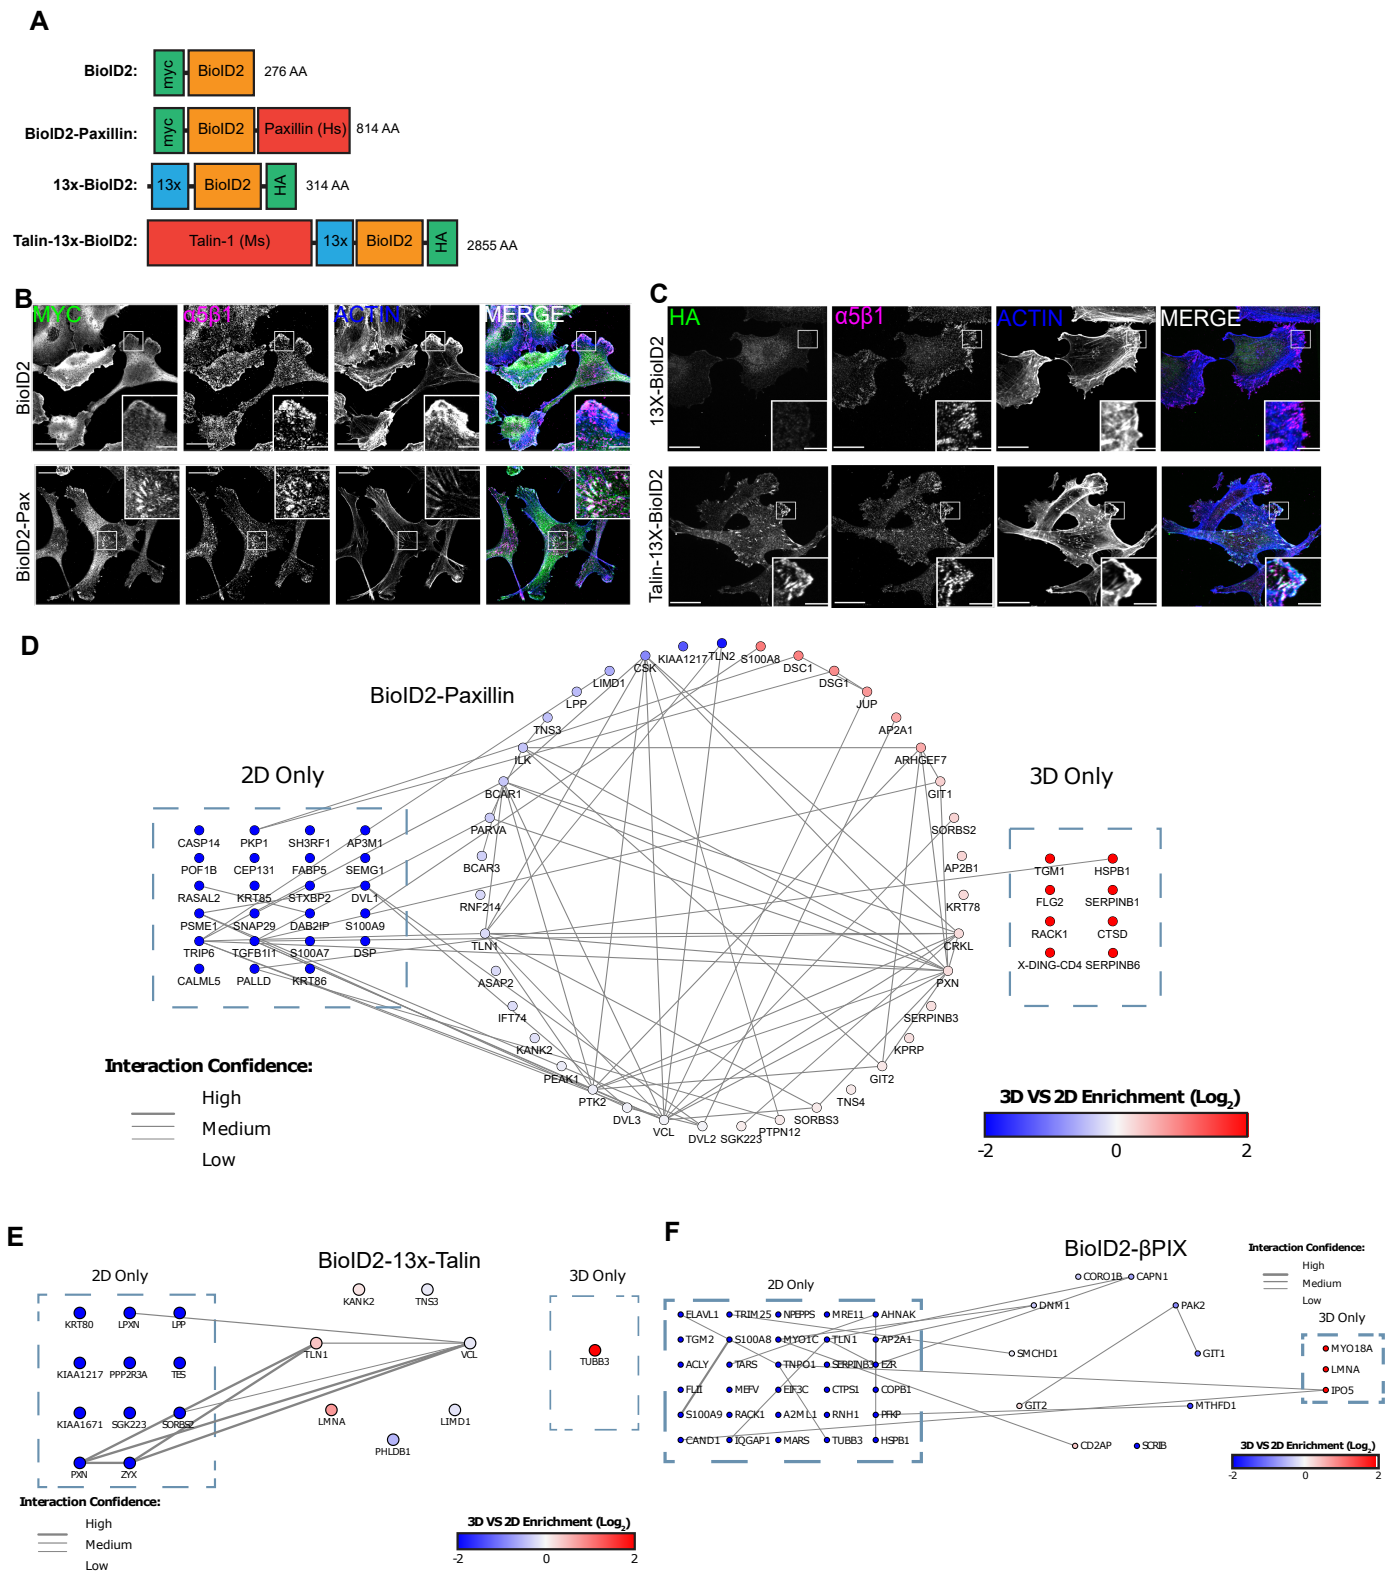 A
BioID2:
myc
BioID2
276 AA
BioID2-Paxillin:
myc
BioID2
Paxillin (Hs)
814 AA
13x-BioID2:
13x
BioID2
HA
314 AA
Talin-13x-BioID2:
Talin-1 (Ms)
13x
BioID2
HA
2855 AA
B
MYC
α5β1
ACTIN
MERGE
BioID2
BioID2-Pax
C
HA
α5β1
ACTIN
MERGE
13X-BioID2
Talin-13X-BioID2
D
BioID2-Paxillin
2D Only
CASP14 PKP1 SH3RF1 AP3M1
POF1B CEP131 FABP5 SEMG1
RASAL2 KRT85 STXBP2 DVL1
PSME1 SNAP29 DAB2IP S100A9
TRIP6 TGFB1I1 S100A7 DSP
CALML5 PALLD KRT86
CSK
KIAA1217
TLN2
S100A8
DSC1
DSG1
JUP
AP2A1
ARHGEF7
GIT1
SORBS2
AP2B1
KRT78
CRKL
PXN
SERPINB3
KPRP
GIT2
TNS4
SORBS3
PTPN12
SGK223
DVL2
VCL
DVL3
PTK2
PEAK1
KANK2
IFT74
ASAP2
TLN1
RNF214
BCAR3
PARVA
BCAR1
ILK
TNS3
LPP
LIMD1
3D Only
TGM1 HSPB1
FLG2 SERPINB1
RACK1 CTSD
X-DING-CD4 SERPINB6
Interaction Confidence:
High
Medium
Low
3D VS 2D Enrichment (Log2)
-2 0 2
E
BioID2-13x-Talin
2D Only
KRT80 LPXN LPP
KIAA1217 PPP2R3A TES
KIAA1671 SGK223 SORBS2
PXN ZYX
KANK2
TNS3
TLN1
VCL
LMNA
LIMD1
PHLDB1
3D Only
TUBB3
Interaction Confidence:
High
Medium
Low
3D VS 2D Enrichment (Log2)
-2 0 2
F
BioID2-βPIX
2D Only
ELAVL1 TRIM25 NPEPPS MRE11 AHNAK
TGM2 S100A8 MYO1C TLN1 AP2A1
ACLY TARS TNPO1 SERPINB3 EZR
FLII MEFV EIF3C CTPS1 COPB1
S100A9 RACK1 A2ML1 RNH1 PFKP
CAND1 IQGAP1 MARS TUBB3 HSPB1
CORO1B
CAPN1
DNM1
PAK2
SMCHD1
GIT1
GIT2
MTHFD1
CD2AP
SCRIB
Interaction Confidence:
High
Medium
Low
3D Only
MYO18A
LMNA
IPO5
3D VS 2D Enrichment (Log2)
-2 0 2